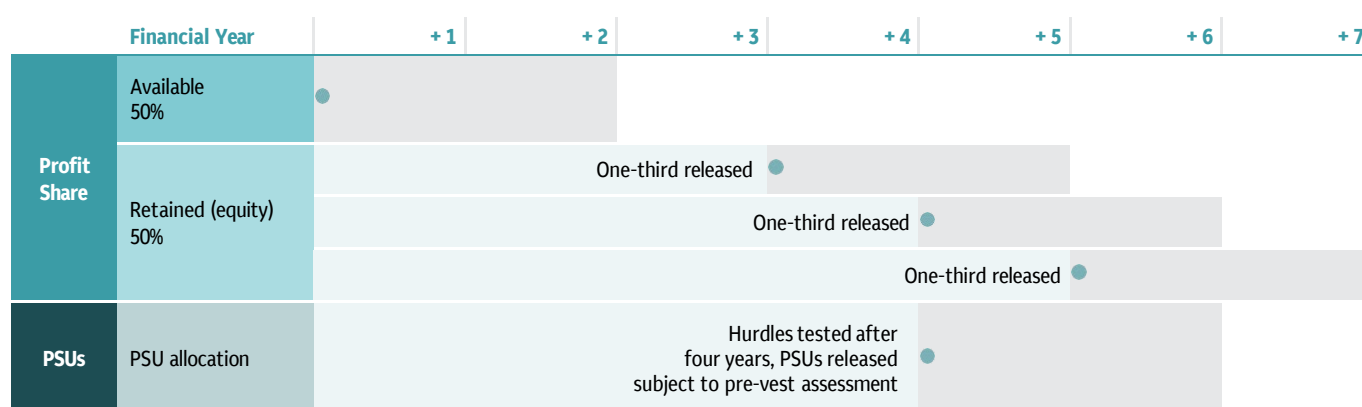 Financial Year + 1 + 2 + 3 + 4 + 5 + 6 + 7
Profit
Share
Available
50%
Retained (equity)
50%
One-third released
One-third released
One-third released
PSUs
PSU allocation
Hurdles tested after
four years, PSUs released
subject to pre-vest assessment